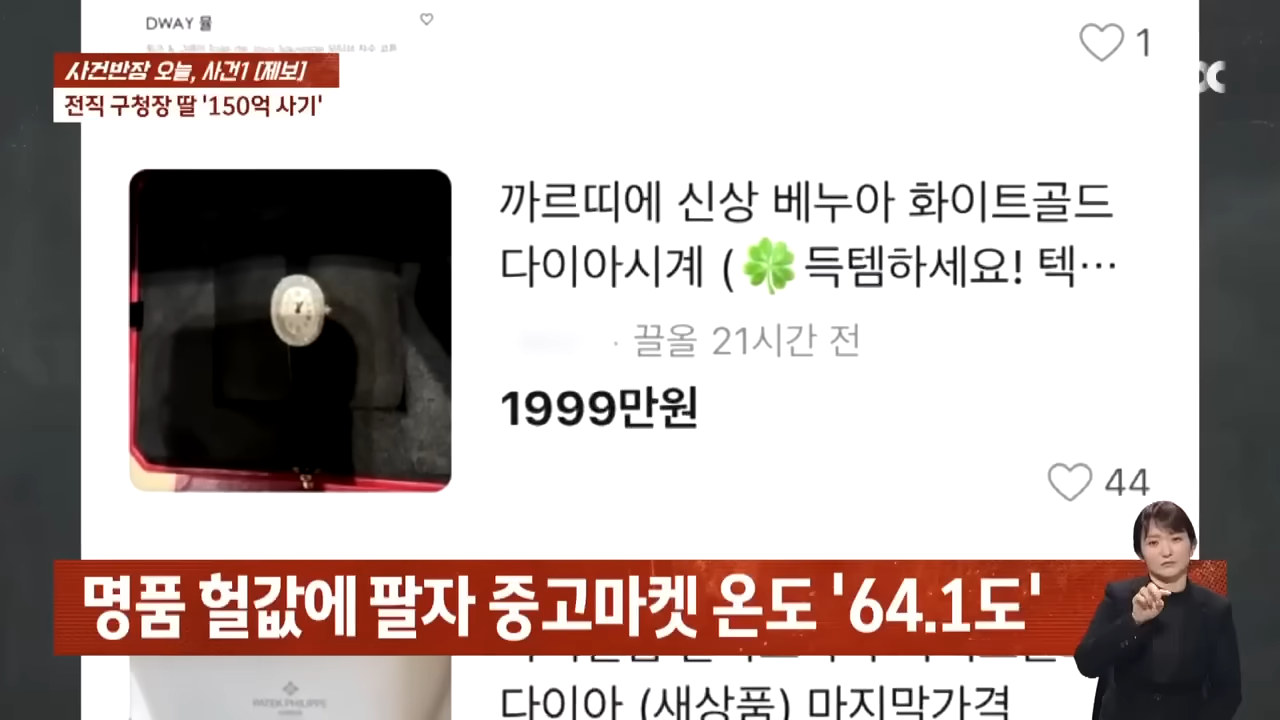 DWAY 뮬
1
사건반장 오늘, 사건1 [제보]
전직 구청장 딸 '150억 사기'
까르띠에 신상 베누아 화이트골드
다이아시계 (🍀득템하세요! 텍…
· 끌올 21시간 전
1999만원
44
명품 헐값에 팔자 중고마켓 온도 '64.1도'
다이아 (새상품) 마지막가격
PATEK PHILIPPE